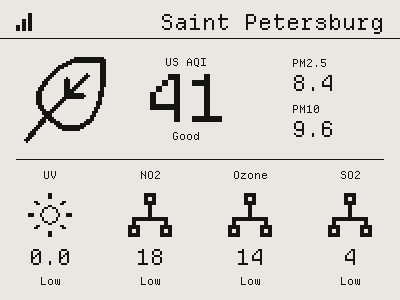 Saint Petersburg
US AQI
41
Good
PM2.5
8.4
PM10
9.6
UV NO2 Ozone SO2
0.0 18 14 4
Low Low Low Low